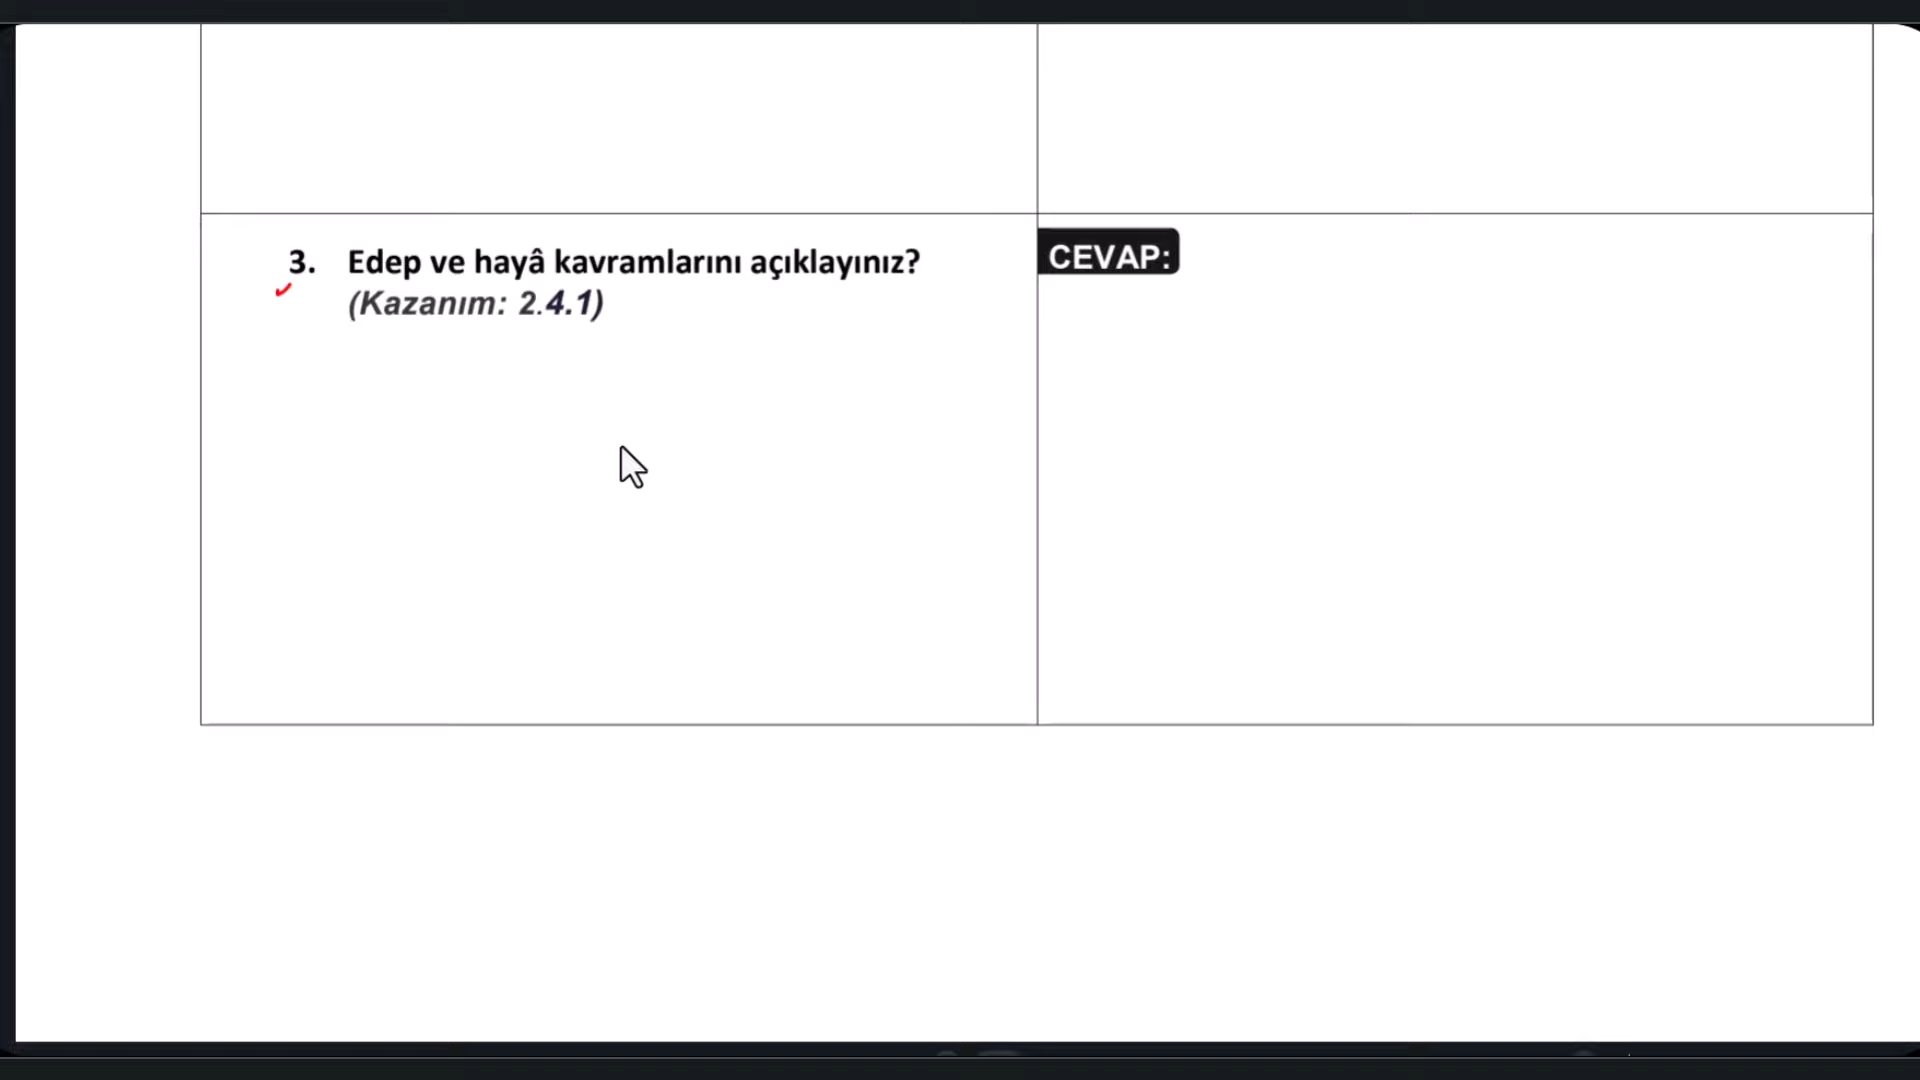 3. Edep ve hayâ kavramlarını açıklayınız?
(Kazanım: 2.4.1)
CEVAP: